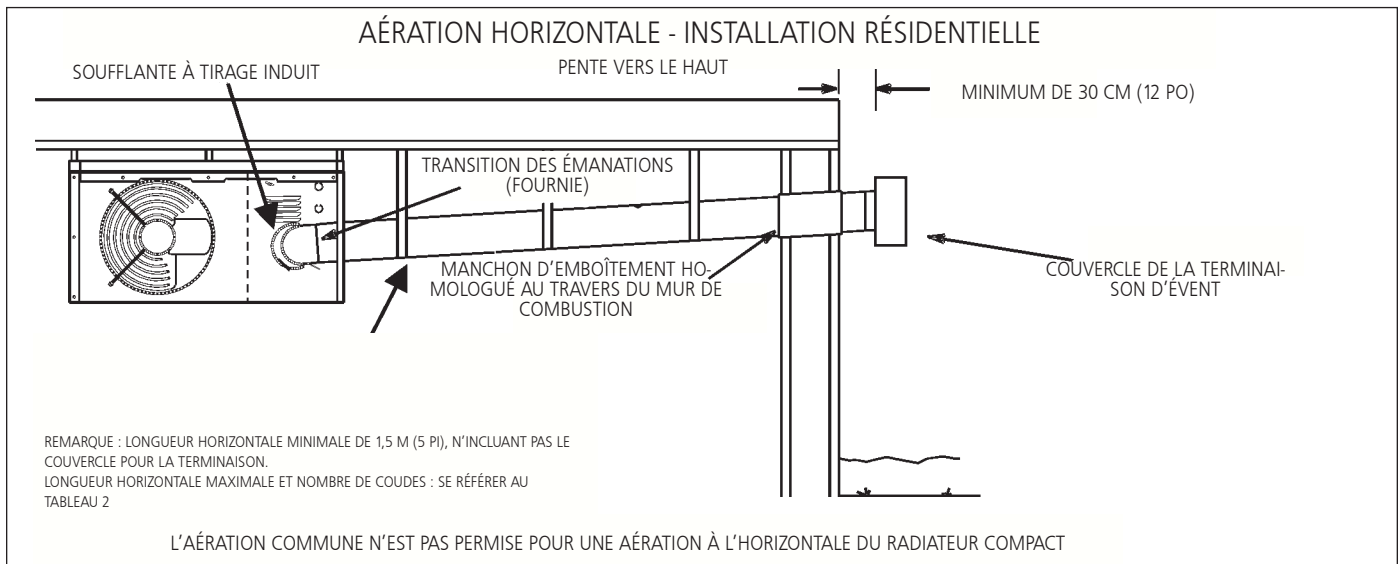 AÉRATION HORIZONTALE - INSTALLATION RÉSIDENTIELLE
SOUFFLANTE À TIRAGE INDUIT
PENTE VERS LE HAUT
MINIMUM DE 30 CM (12 PO)
TRANSITION DES ÉMANATIONS
(FOURNIE)
MANCHON D'EMBOÎTEMENT HO-
MOLOGUÉ AU TRAVERS DU MUR DE
COMBUSTION
COUVERCLE DE LA TERMINAI-
SON D'ÉVENT
REMARQUE : LONGUEUR HORIZONTALE MINIMALE DE 1,5 M (5 PI), N'INCLUANT PAS LE
COUVERCLE POUR LA TERMINAISON.
LONGUEUR HORIZONTALE MAXIMALE ET NOMBRE DE COUDES : SE RÉFÉRER AU
TABLEAU 2
L'AÉRATION COMMUNE N'EST PAS PERMISE POUR UNE AÉRATION À L'HORIZONTALE DU RADIATEUR COMPACT